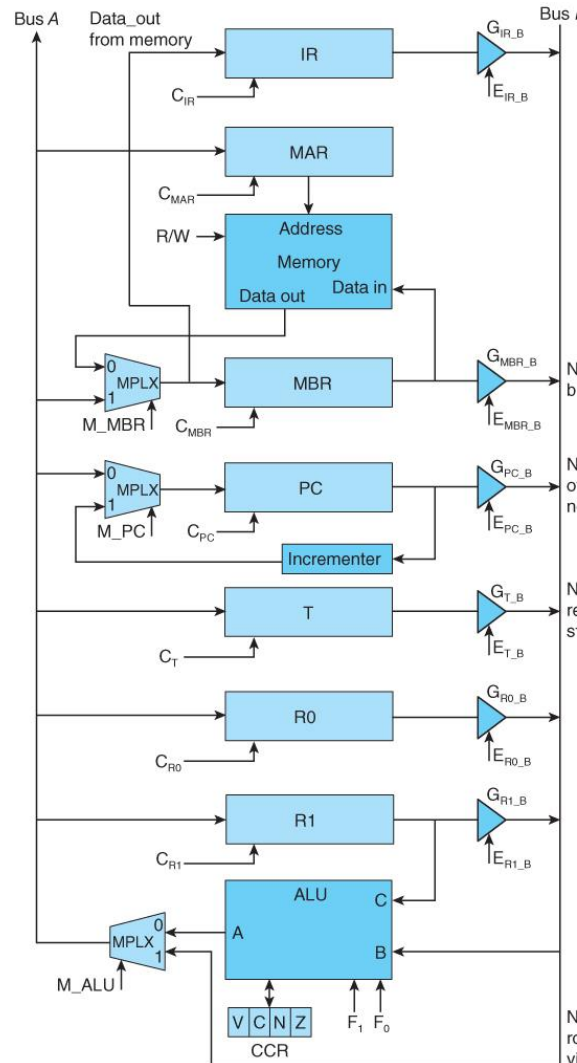 Bus A
Data_out
from memory
Bus
G_IR_B
IR
C_IR
E_IR_B
MAR
C_MAR
R/W
Address
Memory
Data in
Data out
0
MPLX
1
MBR
G_MBR_B
M_MBR
C_MBR
E_MBR_B
0
MPLX
1
PC
G_PC_B
M_PC
C_PC
E_PC_B
Incrementer
T
G_T_B
C_T
E_T_B
R0
G_R0_B
C_R0
E_R0_B
R1
G_R1_B
C_R1
E_R1_B
ALU
C
A
B
0
MPLX
1
M_ALU
V C N Z
F₁ F₀
CCR